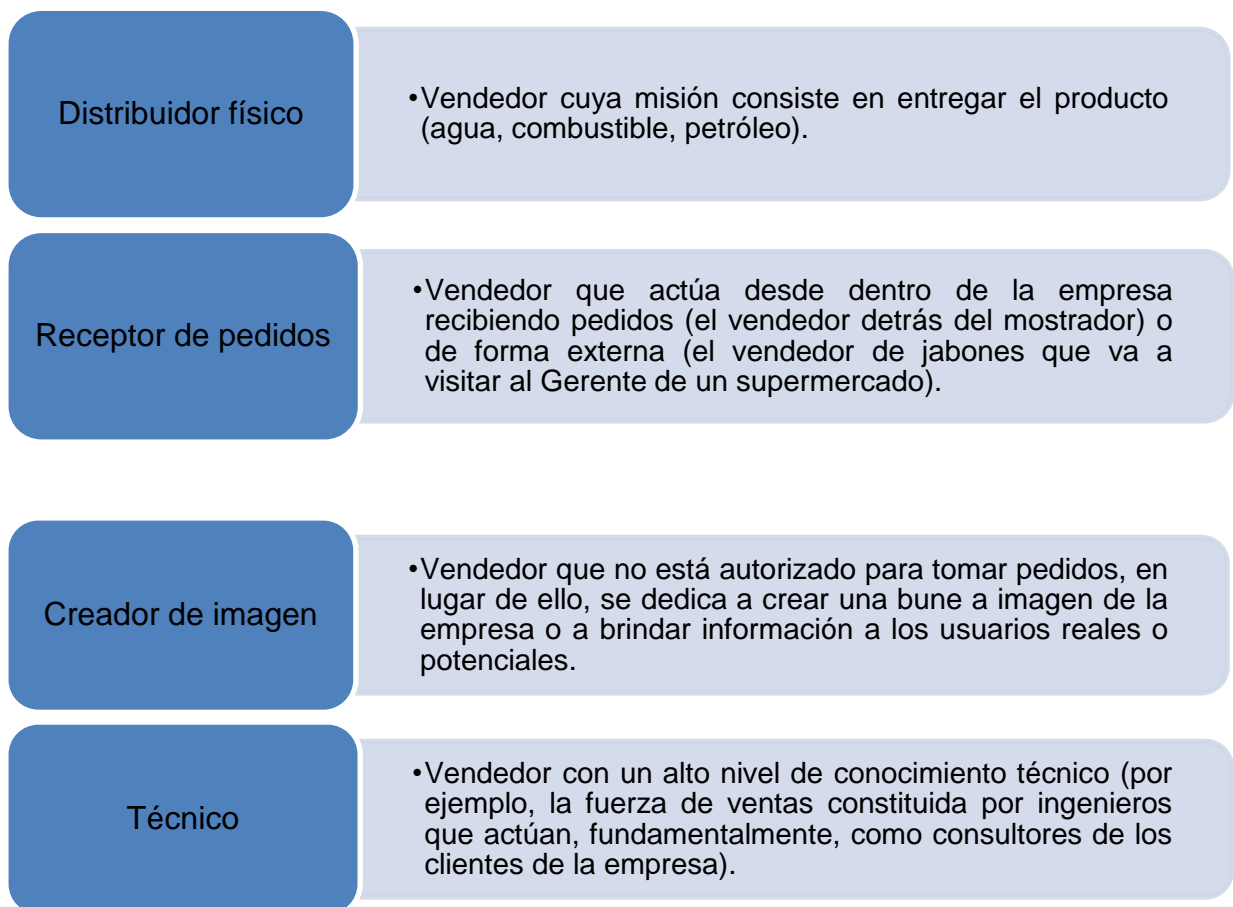 Distribuidor físico
•Vendedor cuya misión consiste en entregar el producto
(agua, combustible, petróleo).
Receptor de pedidos
•Vendedor que actúa desde dentro de la empresa
recibiendo pedidos (el vendedor detrás del mostrador) o
de forma externa (el vendedor de jabones que va a
visitar al Gerente de un supermercado).
Creador de imagen
•Vendedor que no está autorizado para tomar pedidos, en
lugar de ello, se dedica a crear una bune a imagen de la
empresa o a brindar información a los usuarios reales o
potenciales.
Técnico
•Vendedor con un alto nivel de conocimiento técnico (por
ejemplo, la fuerza de ventas constituida por ingenieros
que actúan, fundamentalmente, como consultores de los
clientes de la empresa).